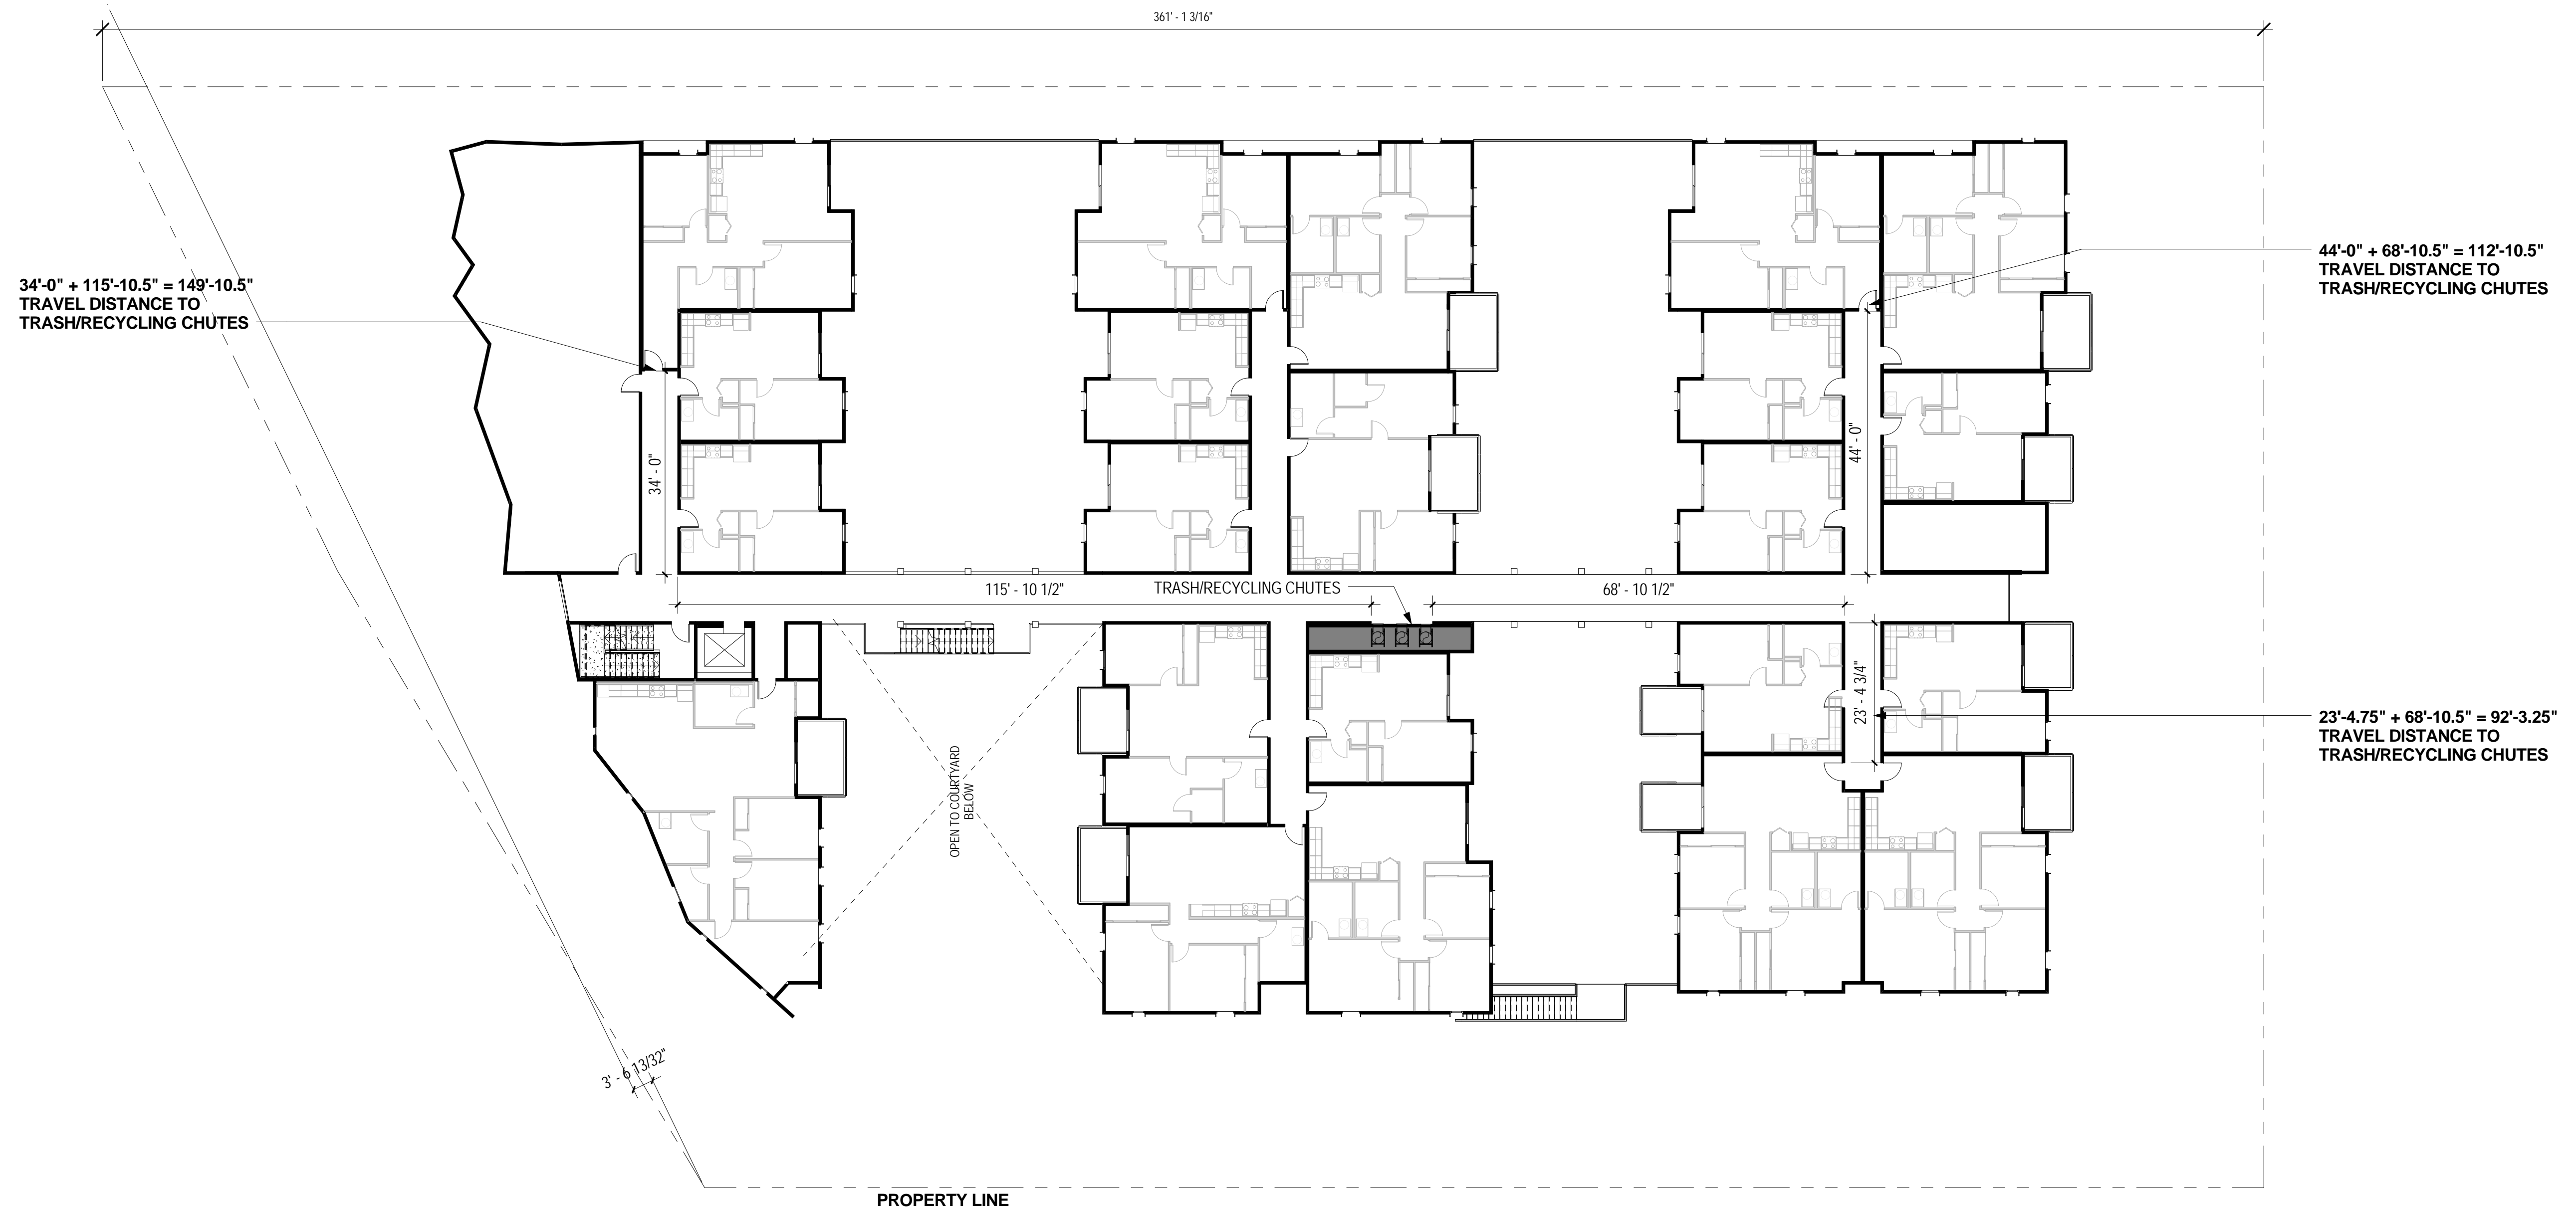 361' - 1 3/16"
44'-0" + 68'-10.5" = 112'-10.5"
TRAVEL DISTANCE TO
TRASH/RECYCLING CHUTES
34'-0" + 115'-10.5" = 149'-10.5"
TRAVEL DISTANCE TO
TRASH/RECYCLING CHUTES
34' - 0"
44' - 0"
115' - 10 1/2"
TRASH/RECYCLING CHUTES
68' - 10 1/2"
23' - 4 3/4"
23'-4.75" + 68'-10.5" = 92'-3.25"
TRAVEL DISTANCE TO
TRASH/RECYCLING CHUTES
OPEN TO COURTYARD
BELOW
3' - 6 13/32"
PROPERTY LINE